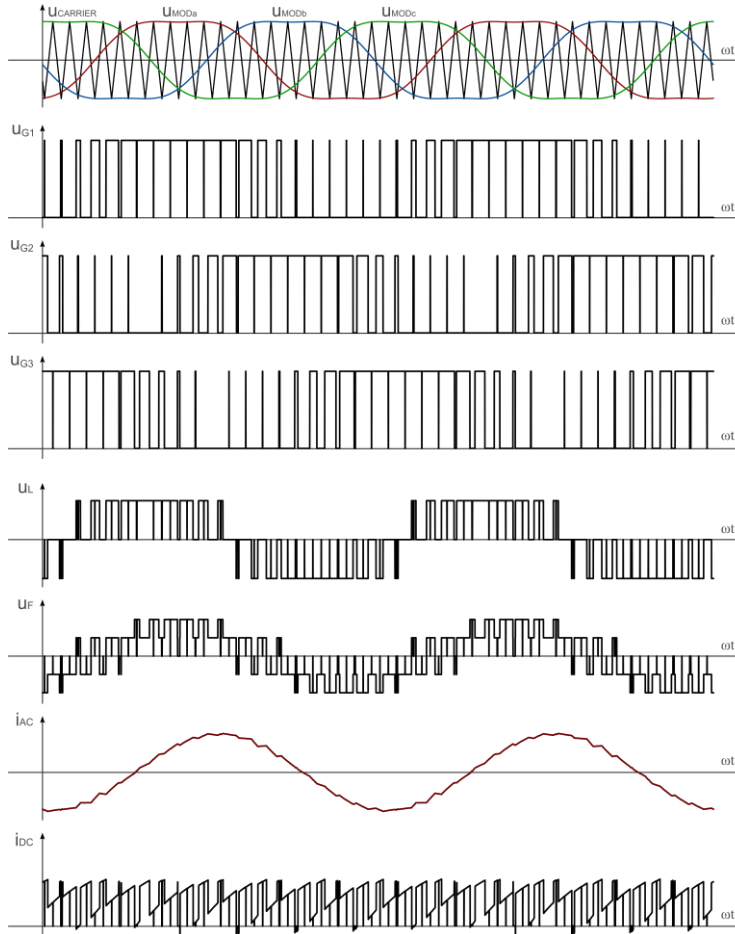 uCARRIER uMODa uMODb uMODc
ωt
uG1
ωt
uG2
ωt
uG3
ωt
uL
ωt
uF
ωt
iAC
ωt
iDC
ωt